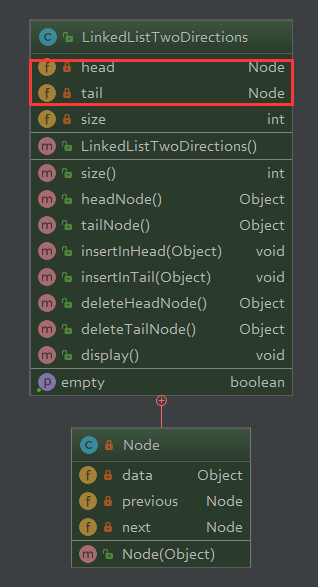 C LinkedListTwoDirections
f head Node
f tail Node
f size int
m LinkedListTwoDirections()
m size() int
m headNode() Object
m tailNode() Object
m insertInHead(Object) void
m insertInTail(Object) void
m deleteHeadNode() Object
m deleteTailNode() Object
m display() void
p empty boolean
C Node
f data Object
f previous Node
f next Node
m Node(Object)